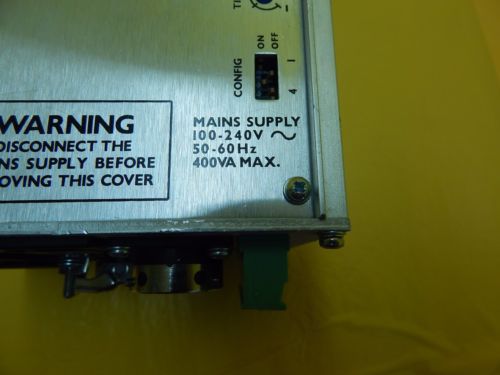 TI
CONFIG
ON
OFF
1
4
WARNING
DISCONNECT THE
NS SUPPLY BEFORE
OVING THIS COVER
MAINS SUPPLY
100-240V ~
50-60Hz
400VA MAX.